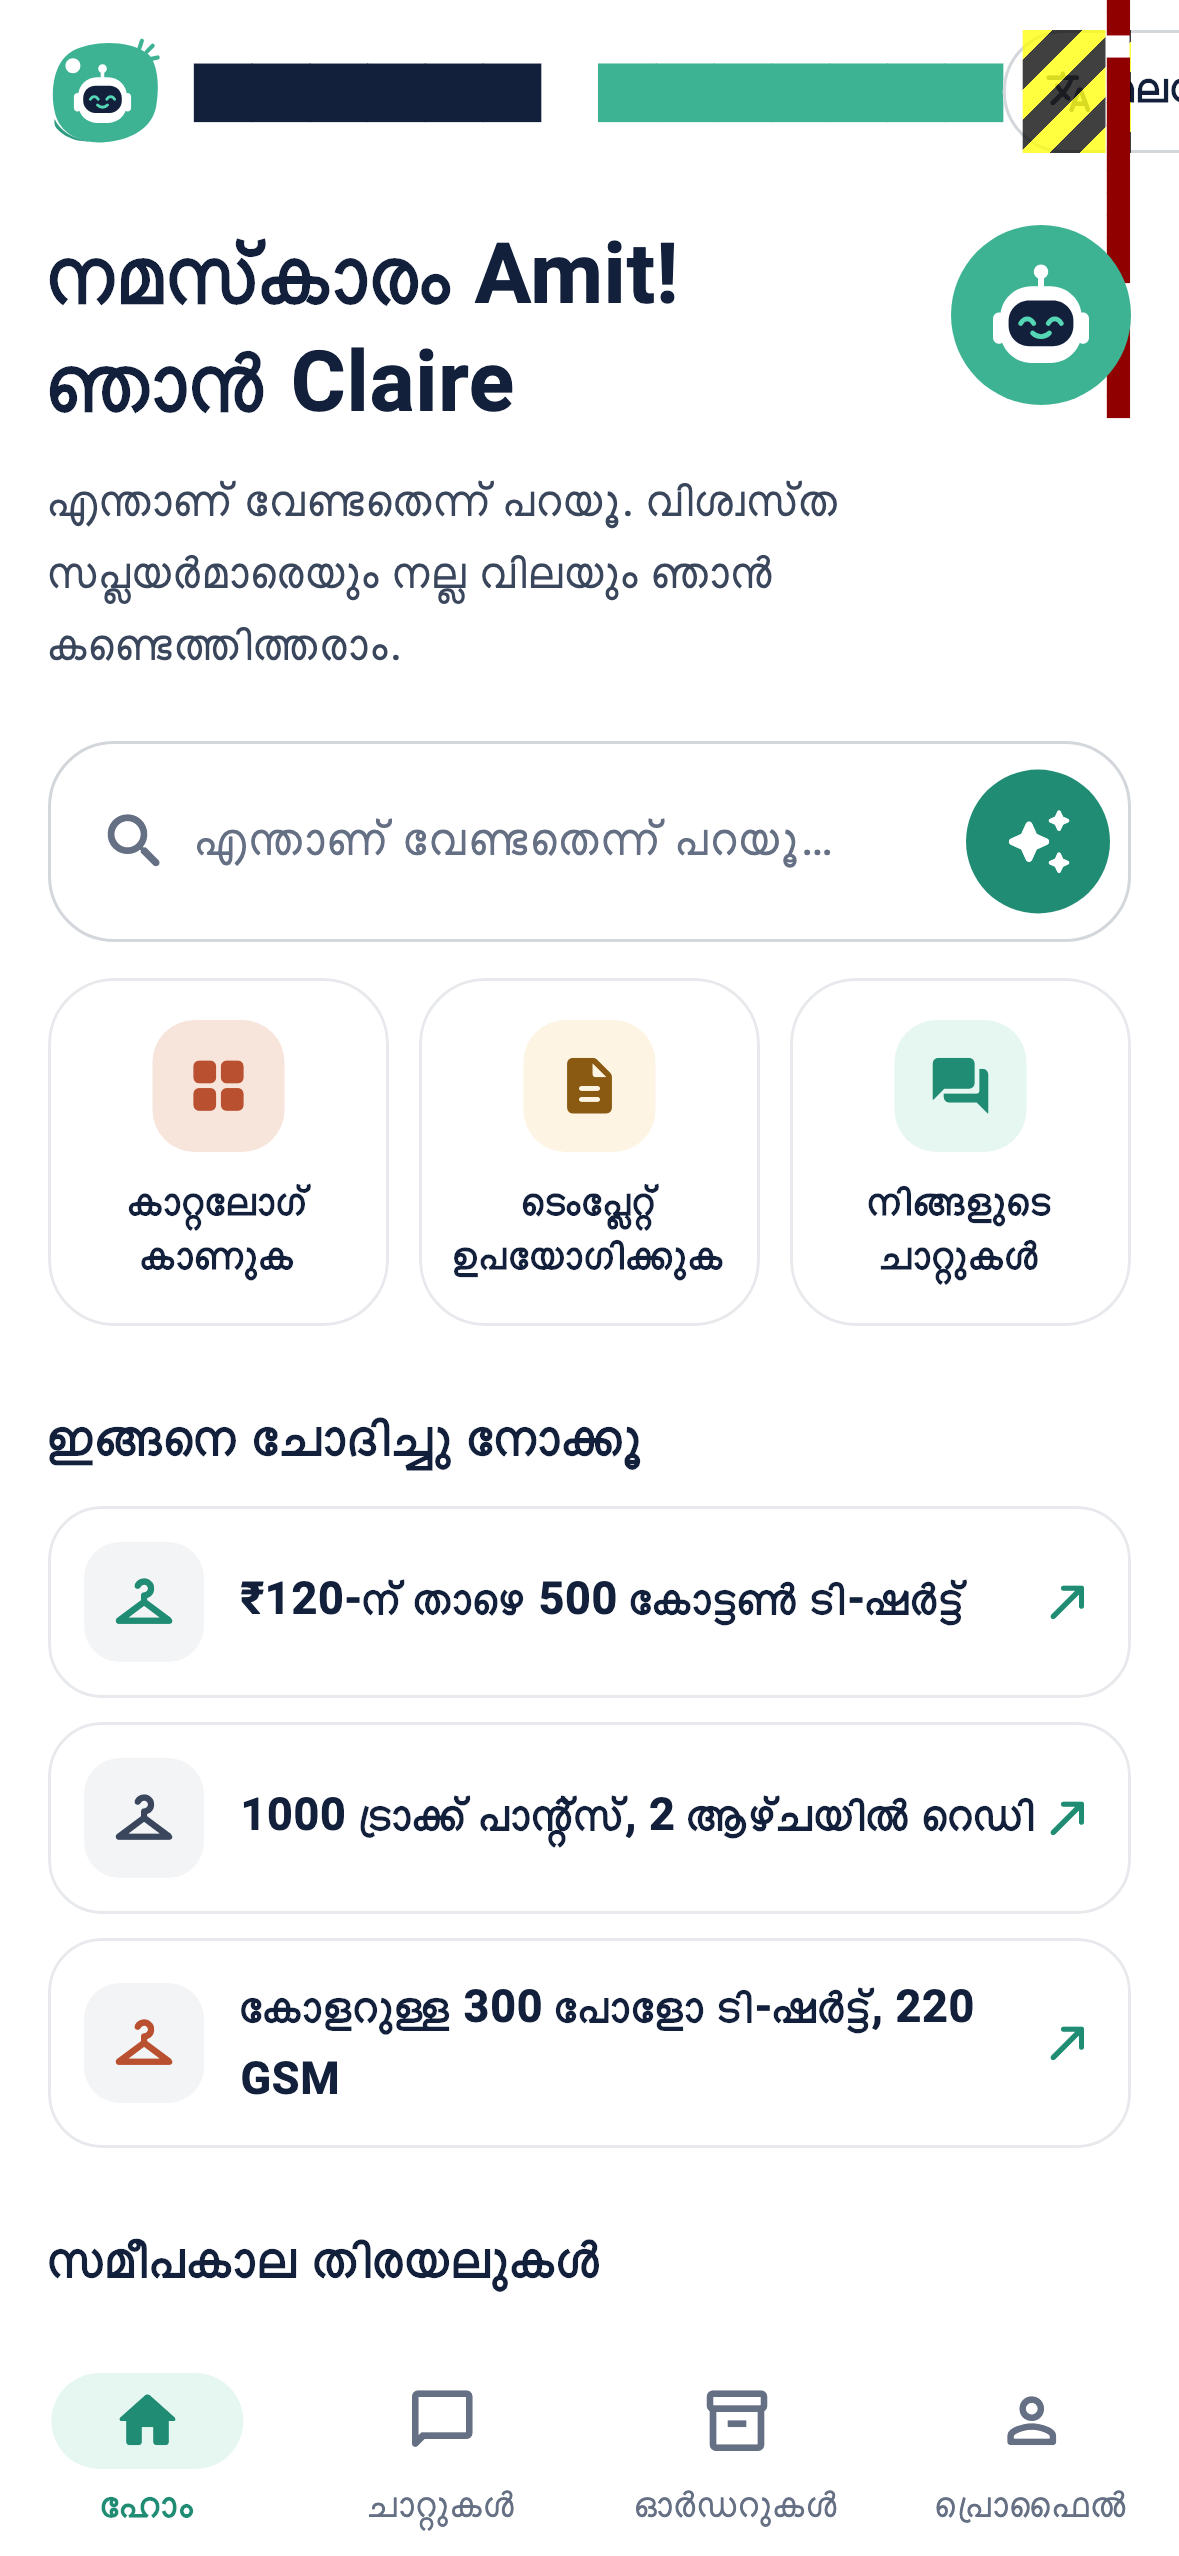 നമസ്കാരം Amit!
ഞാൻ Claire
എന്താണ് വേണ്ടതെന്ന് പറയൂ. വിശ്വസ്ത
സപ്ലയർമാരെയും നല്ല വിലയും ഞാൻ
കണ്ടെത്തിത്തരാം.
എന്താണ് വേണ്ടതെന്ന് പറയൂ...
കാറ്റലോഗ്
കാണുക
ടെംപ്ലേറ്റ്
ഉപയോഗിക്കുക
നിങ്ങളുടെ
ചാറ്റുകൾ
ഇങ്ങനെ ചോദിച്ചു നോക്കൂ
₹120-ന് താഴെ 500 കോട്ടൺ ടി-ഷർട്ട്
1000 ട്രാക്ക് പാന്റ്സ്, 2 ആഴ്ചയിൽ റെഡി
കോളറുള്ള 300 പോളോ ടി-ഷർട്ട്, 220
GSM
സമീപകാല തിരയലുകൾ
ഹോം
ചാറ്റുകൾ
ഓർഡറുകൾ
പ്രൊഫൈൽ